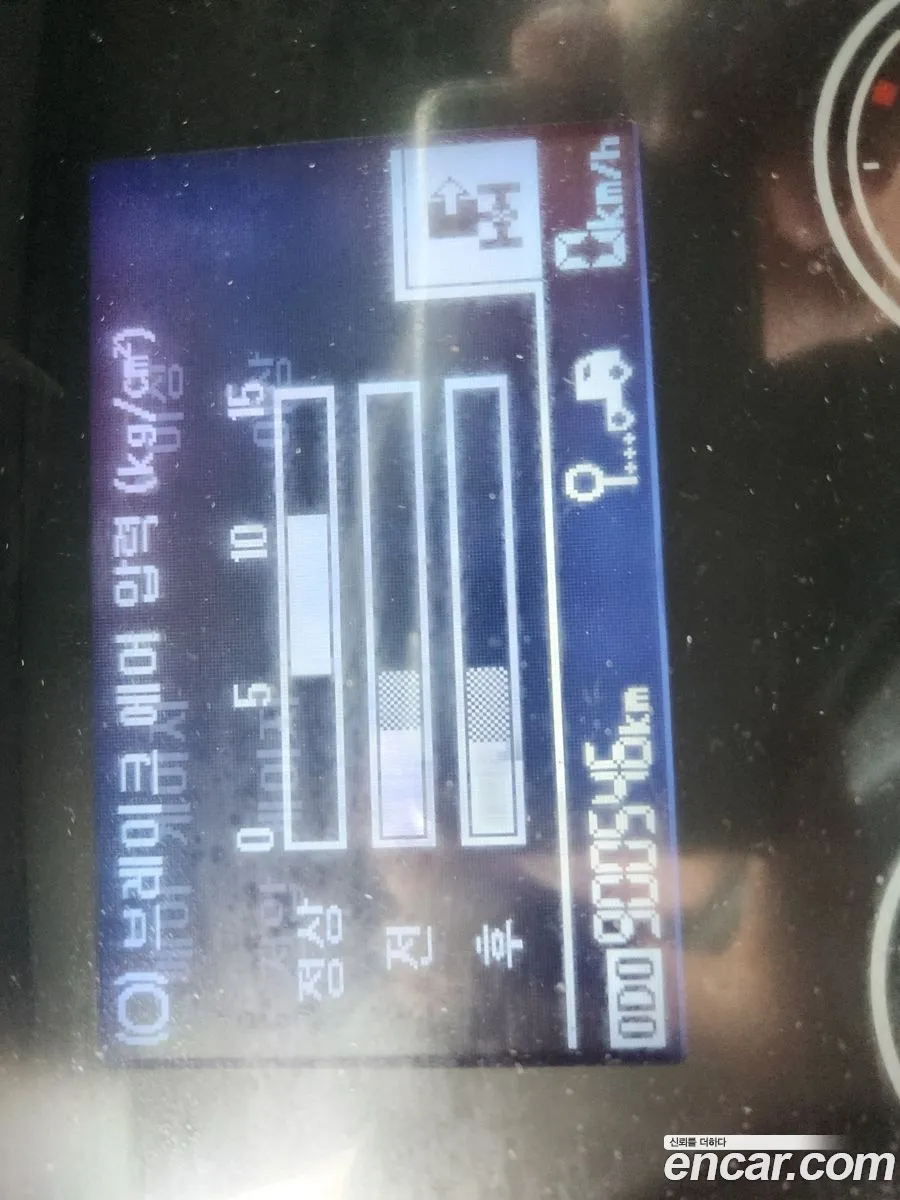 브레이크 에어 압력 (kg/cm²)
0 5 10 15
정상
전
후
ODO 900546km
0km/h
신뢰를 더하다
encar.com